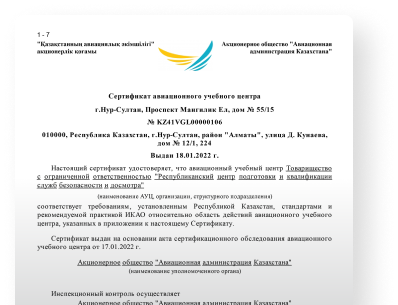 1 - 7
"Қазақстанның авиациялық әкімшілігі"
акционерлік қоғамы
Акционерное общество "Авиационная
администрация Казахстана"
Сертификат авиационного учебного центра
г.Нур-Султан, Проспект Мангилик Ел, дом № 55/15
№ KZ41VGL00000106
010000, Республика Казахстан, г.Нур-Султан, район "Алматы", улица Д. Кунаева,
дом № 12/1, 224
Выдан 18.01.2022 г.
Настоящий сертификат удостоверяет, что авиационный учебный центр Товарищество
с ограниченной ответственностью "Республиканский центр подготовки и квалификации
служб безопасности и досмотра"
(наименование АУЦ, организации, структурного подразделения)
соответствует требованиям, установленным Республикой Казахстан, стандартами и
рекомендуемой практикой ИКАО относительно область действий авиационного учебного
центра, указанных в приложении к настоящему Сертификату.
Сертификат выдан на основании акта сертификационного обследования авиационного
учебного центра от 17.01.2022 г.
Акционерное общество "Авиационная администрация Казахстана"
(наименование уполномоченного органа)
Инспекционный контроль осуществляет
Акционерное общество "Авиационная администрация Казахстана"